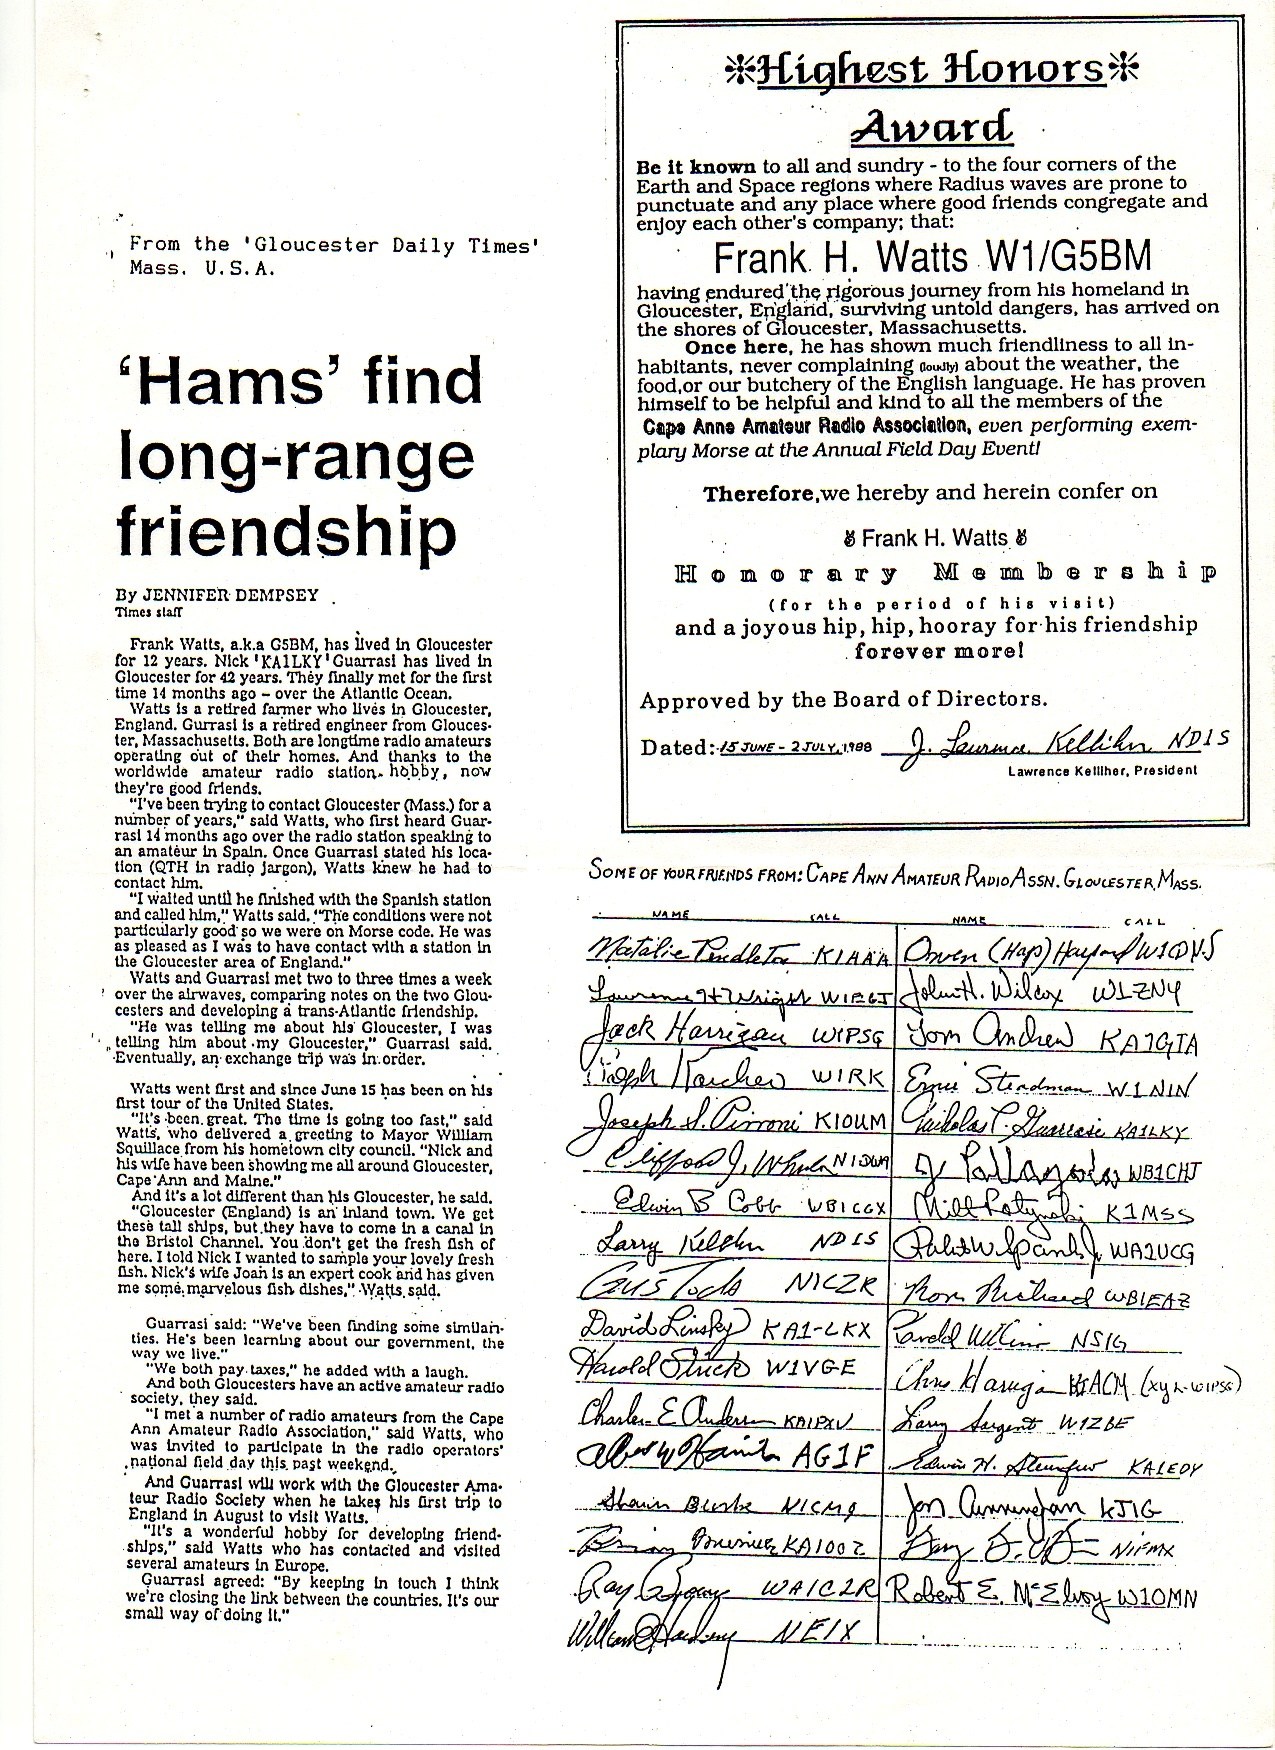 From the 'Gloucester Daily Times'
Mass. U.S.A.
‘Hams’ find
long-range
friendship
By JENNIFER DEMPSEY
Times staff
Frank Watts, a.k.a G5BM, has lived in Gloucester
for 12 years. Nick 'KA1LKY' Guarrasi has lived in
Gloucester for 42 years. They finally met for the first
time 14 months ago – over the Atlantic Ocean.
Watts is a retired farmer who lives in Gloucester,
England. Gurrasi is a retired engineer from Glouces-
ter, Massachusetts. Both are longtime radio amateurs
operating out of their homes. And thanks to the
worldwide amateur radio station. hobby, now
they're good friends.
"I've been trying to contact Gloucester (Mass.) for a
number of years," said Watts, who first heard Guar-
rasi 14 months ago over the radio station speaking to
an amateur in Spain. Once Guarrasi stated his loca-
tion (QTH in radio jargon), Watts knew he had to
contact him.
"I waited until he finished with the Spanish station
and called him," Watts said. "The conditions were not
particularly good so we were on Morse code. He was
as pleased as I was to have contact with a station in
the Gloucester area of England."
Watts and Guarrasi met two to three times a week
over the airwaves, comparing notes on the two Glou-
cesters and developing a trans-Atlantic friendship.
"He was telling me about his Gloucester, I was
telling him about my Gloucester," Guarrasi said.
Eventually, an exchange trip was in order.
Watts went first and since June 15 has been on his
first tour of the United States.
"It's been great. The time is going too fast," said
Watts, who delivered a greeting to Mayor William
Squillace from his hometown city council. "Nick and
his wife have been showing me all around Gloucester,
Cape Ann and Maine."
And it's a lot different than his Gloucester, he said.
"Gloucester (England) is an inland town. We get
these tall ships, but they have to come in a canal in
the Bristol Channel. You don't get the fresh fish of
here. I told Nick I wanted to sample your lovely fresh
fish. Nick's wife Joan is an expert cook and has given
me some marvelous fish dishes," Watts said.
Guarrasi said: "We've been finding some similari-
ties. He's been learning about our government, the
way we live."
"We both pay taxes," he added with a laugh.
And both Gloucesters have an active amateur radio
society, they said.
"I met a number of radio amateurs from the Cape
Ann Amateur Radio Association," said Watts, who
was invited to participate in the radio operators'
national field day this past weekend.
And Guarrasi will work with the Gloucester Ama-
teur Radio Society when he takes his first trip to
England in August to visit Watts.
"It's a wonderful hobby for developing friend-
ships," said Watts who has contacted and visited
several amateurs in Europe.
Guarrasi agreed: "By keeping in touch I think
we're closing the link between the countries. It's our
small way of doing it."
Highest Honors
Award
Be it known to all and sundry - to the four corners of the
Earth and Space regions where Radius waves are prone to
punctuate and any place where good friends congregate and
enjoy each other's company; that:
Frank H. Watts W1/G5BM
having endured the rigorous journey from his homeland in
Gloucester, England, surviving untold dangers, has arrived on
the shores of Gloucester, Massachusetts.
Once here, he has shown much friendliness to all in-
habitants, never complaining (loudly) about the weather, the
food,or our butchery of the English language. He has proven
himself to be helpful and kind to all the members of the
Cape Anne Amateur Radio Association, even performing exem-
plary Morse at the Annual Field Day Event!
Therefore,we hereby and herein confer on
Frank H. Watts
Honorary Membership
(for the period of his visit)
and a joyous hip, hip, hooray for his friendship
forever more!
Approved by the Board of Directors.
Dated: 15 JUNE - 2 JULY, 1988 J. Laurence Kelliher ND1S
Lawrence Kelliher, President
SOME OF YOUR FRIENDS FROM: CAPE ANN AMATEUR RADIO ASSN. GLOUCESTER, MASS.
NAME CALL NAME CALL
Natalie Pendleton K1AAA
Lawrence H Wright W1EGJ
Jack Harrigan W1PSG
Ralph Karcher W1RK
Joseph S. Pirroni K1OUM
Clifford J.
Edwin B Cobb WB1CGX
Larry Kelliher ND1S
Gus N1CZR
David Linsky KA1-LKX
Harold Strick W1VGE
Charles E Anderson KA1PXV
AG1F
Shawn Burke N1CMQ
Brian
Ray WA1CZR
William NE1X
Owen (Hap) Hayford
John H. Wilcox W1ZNY
Tom Andrew KA1GTA
Ernie Steadman W1NIN
Nicholas P. Guarrasi KA1LKY
WB1CHJ
Milt K1MSS
WA1UCG
Ron WB1EAZ
NS1G
Chris Harrigan (xyl-W1PSG)
Larry Sargent W1ZBE
Edwin H. KA1EDY
Jon Cunningham KJ1G
N1FMX
Robert E. McElroy W1OMN